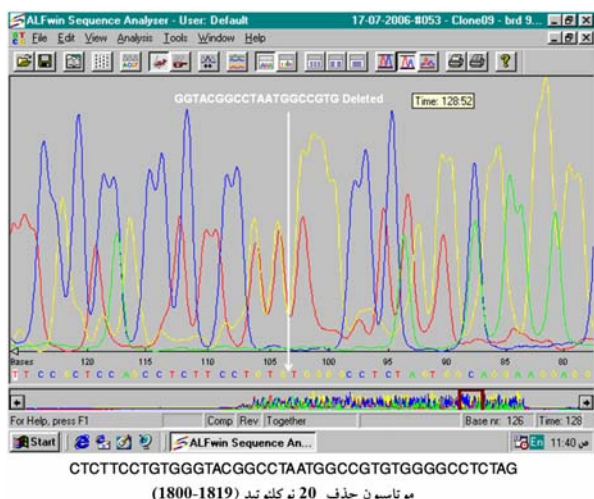 ALFwin Sequence Analyser - User: Default 17-07-2006-#053 - Clone09 - brd 9...
File Edit View Analysis Tools Window Help
GGTACGGCCTAATGGCCGTG Deleted
Time: 128:52
Bases 120 115 110 105 100 95 90 85 80
TTCCGCTCCAGCCTCTTCCTGTGTGGGGCCTCTAGTGGCAGGAAGGAGG
For Help, press F1 Comp Rev Together Base nr: 126 Time: 128
Start ALFwin Sequence An... En 11:40 ص
CTCTTCCTGTGGGTACGGCCTAATGGCCGTGTGGGGCCTCTAG
موتاسیون حذف 20 نوکلئوتید (1800-1819)